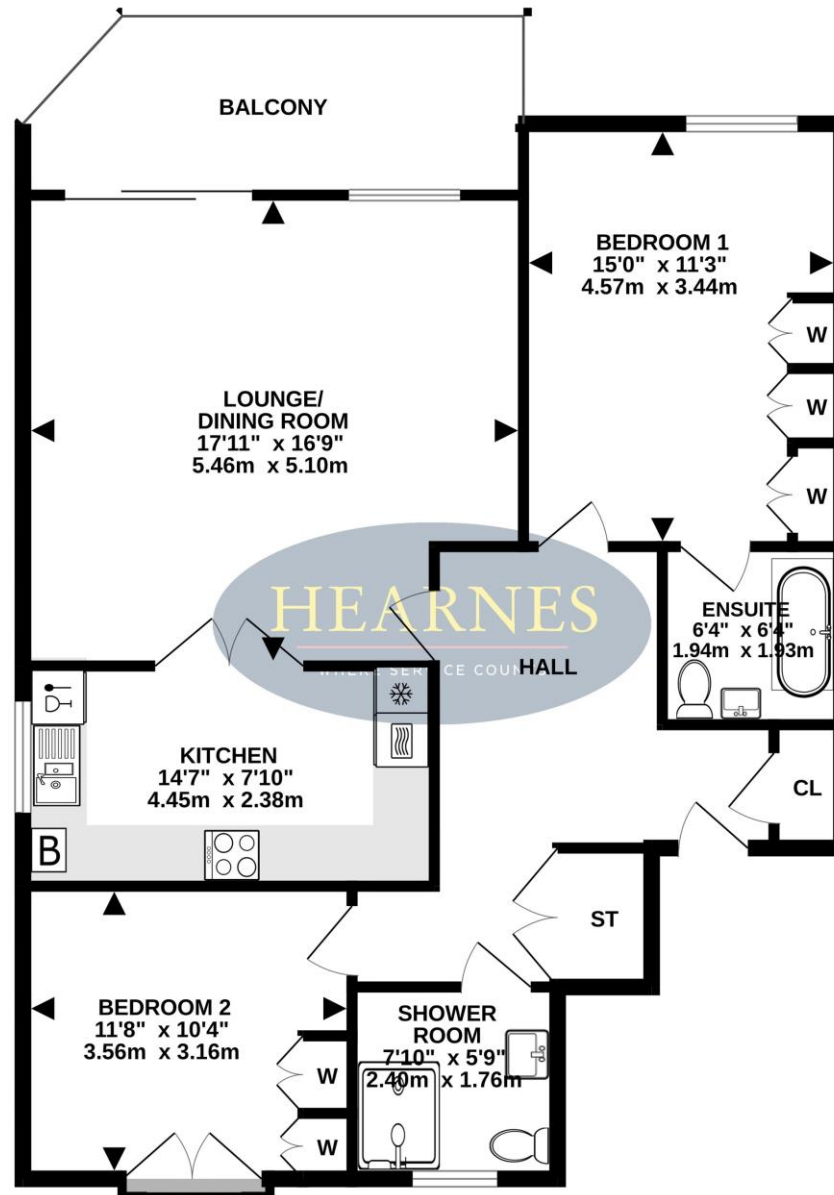 BALCONY
BEDROOM 1
15'0" x 11'3"
4.57m x 3.44m
W
W
W
LOUNGE/
DINING ROOM
17'11" x 16'9"
5.46m x 5.10m
HEARNES
WHERE SERVICE COUNTS
ENSUITE
6'4" x 6'4"
1.94m x 1.93m
HALL
KITCHEN
14'7" x 7'10"
4.45m x 2.38m
B
CL
ST
BEDROOM 2
11'8" x 10'4"
3.56m x 3.16m
W
W
SHOWER
ROOM
7'10" x 5'9"
2.40m x 1.76m